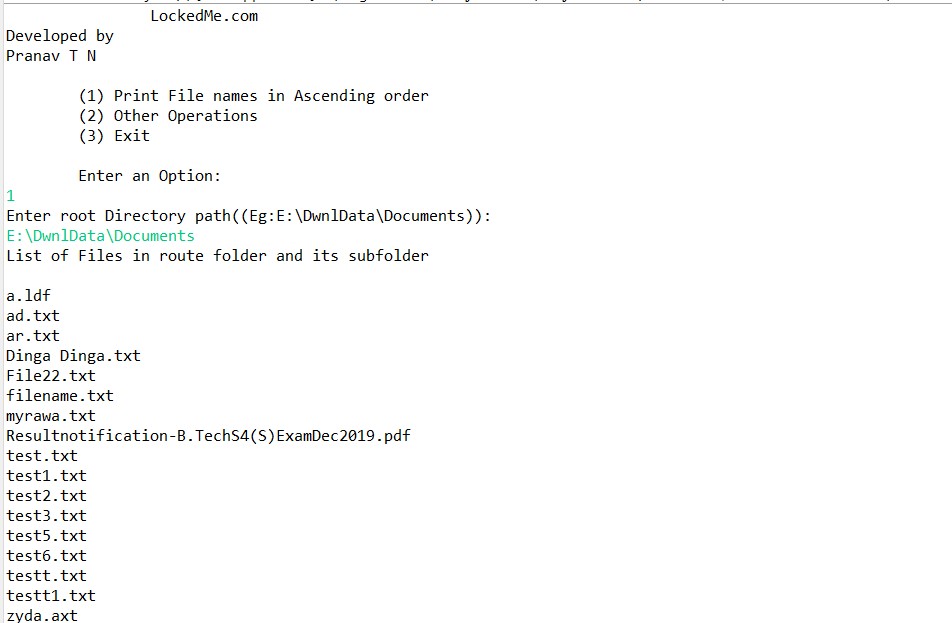 LockedMe.com
Developed by
Pranav T N
(1) Print File names in Ascending order
(2) Other Operations
(3) Exit
Enter an Option:
1
Enter root Directory path((Eg:E:\DwnlData\Documents)):
E:\DwnlData\Documents
List of Files in route folder and its subfolder
a.ldf
ad.txt
ar.txt
Dinga Dinga.txt
File22.txt
filename.txt
myrawa.txt
Resultnotification-B.TechS4(S)ExamDec2019.pdf
test.txt
test1.txt
test2.txt
test3.txt
test5.txt
test6.txt
testt.txt
testt1.txt
zyda.axt